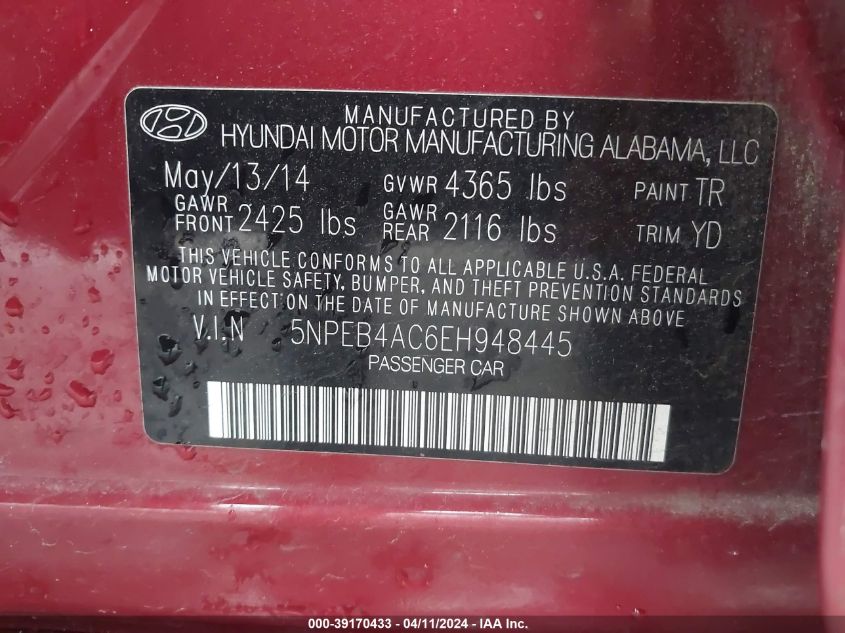 MANUFACTURED BY
HYUNDAI MOTOR MANUFACTURING ALABAMA, LLC
May/13/14 GVWR 4365 lbs PAINT TR
GAWR FRONT 2425 lbs GAWR REAR 2116 lbs TRIM YD
THIS VEHICLE CONFORMS TO ALL APPLICABLE U.S.A. FEDERAL
MOTOR VEHICLE SAFETY, BUMPER, AND THEFT PREVENTION STANDARDS
IN EFFECT ON THE DATE OF MANUFACTURE SHOWN ABOVE
V.I.N 5NPEB4AC6EH948445
PASSENGER CAR
000-39170433 - 04/11/2024 - IAA Inc.